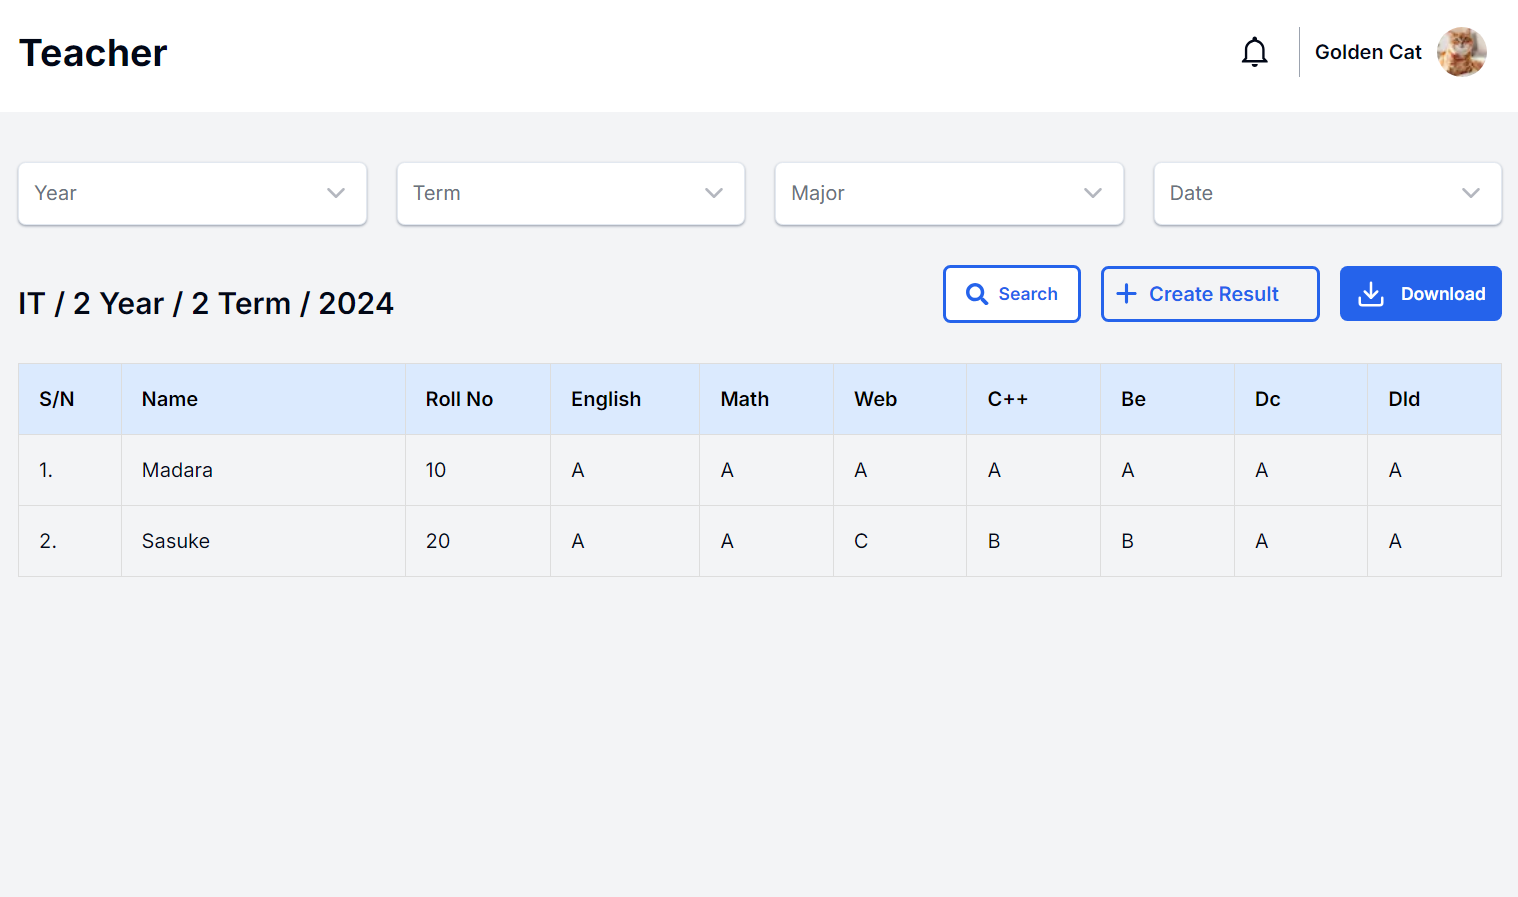 Teacher
Golden Cat
Year
Term
Major
Date
IT / 2 Year / 2 Term / 2024
Search
Create Result
Download
S/N Name Roll No English Math Web C++ Be Dc Dld
1. Madara 10 A A A A A A A
2. Sasuke 20 A A C B B A A